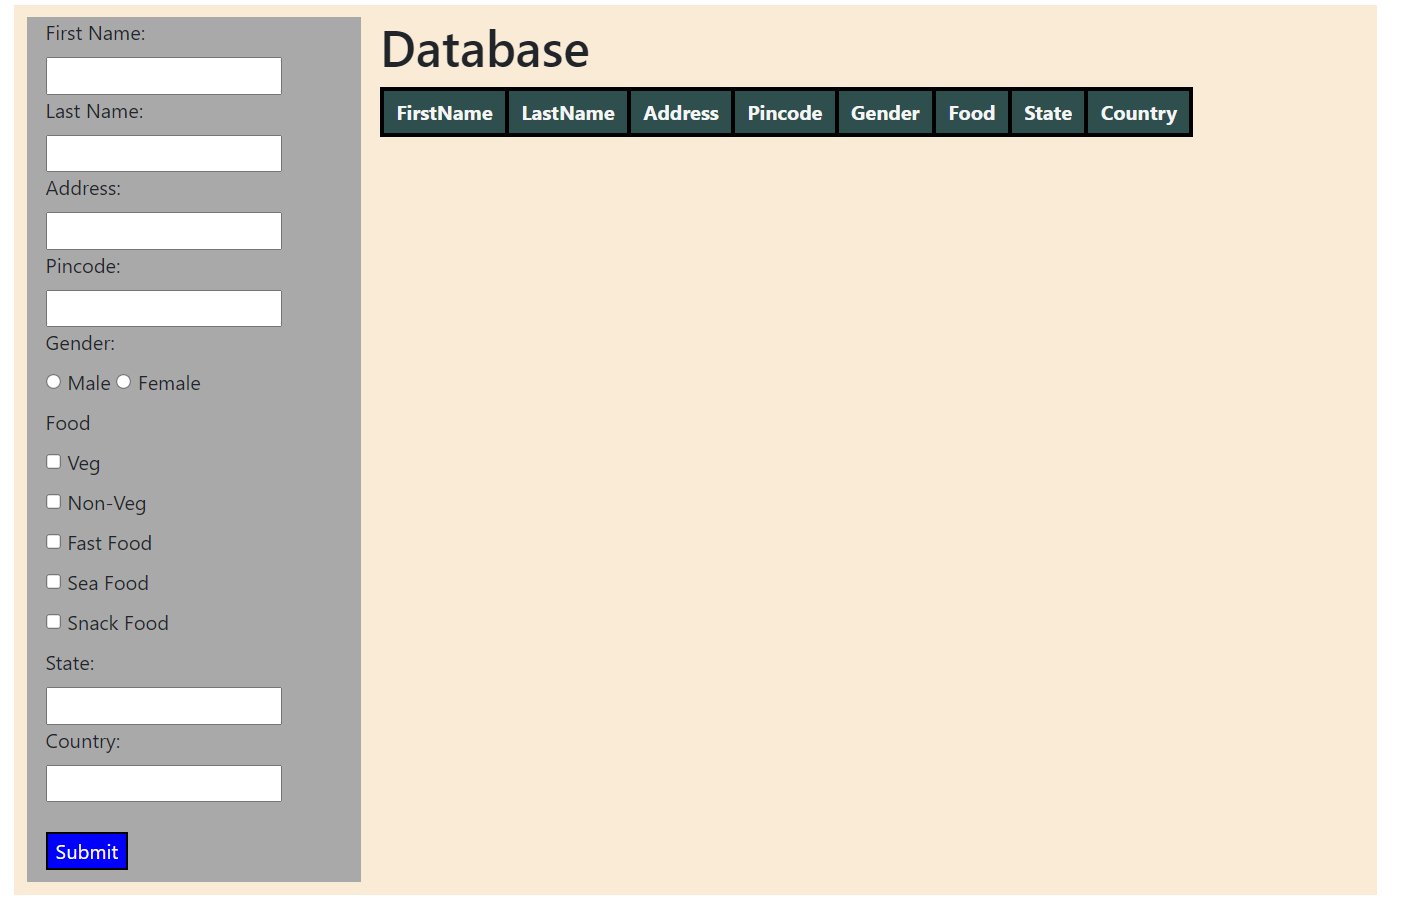 First Name:
Last Name:
Address:
Pincode:
Gender:
Male Female
Food
Veg
Non-Veg
Fast Food
Sea Food
Snack Food
State:
Country:
Submit
Database
FirstName LastName Address Pincode Gender Food State Country